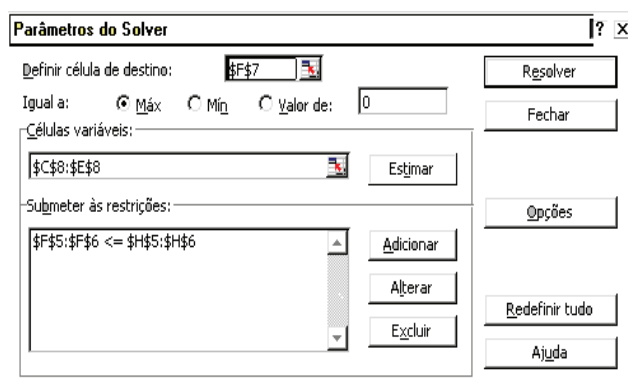 Parâmetros do Solver ? X
Definir célula de destino: $F$7 Resolver
Igual a: Máx Mín Valor de: 0 Fechar
Células variáveis:
$C$8:$E$8 Estimar
Submeter às restrições: Opções
$F$5:$F$6 <= $H$5:$H$6 Adicionar
Alterar
Redefinir tudo
Excluir
Ajuda